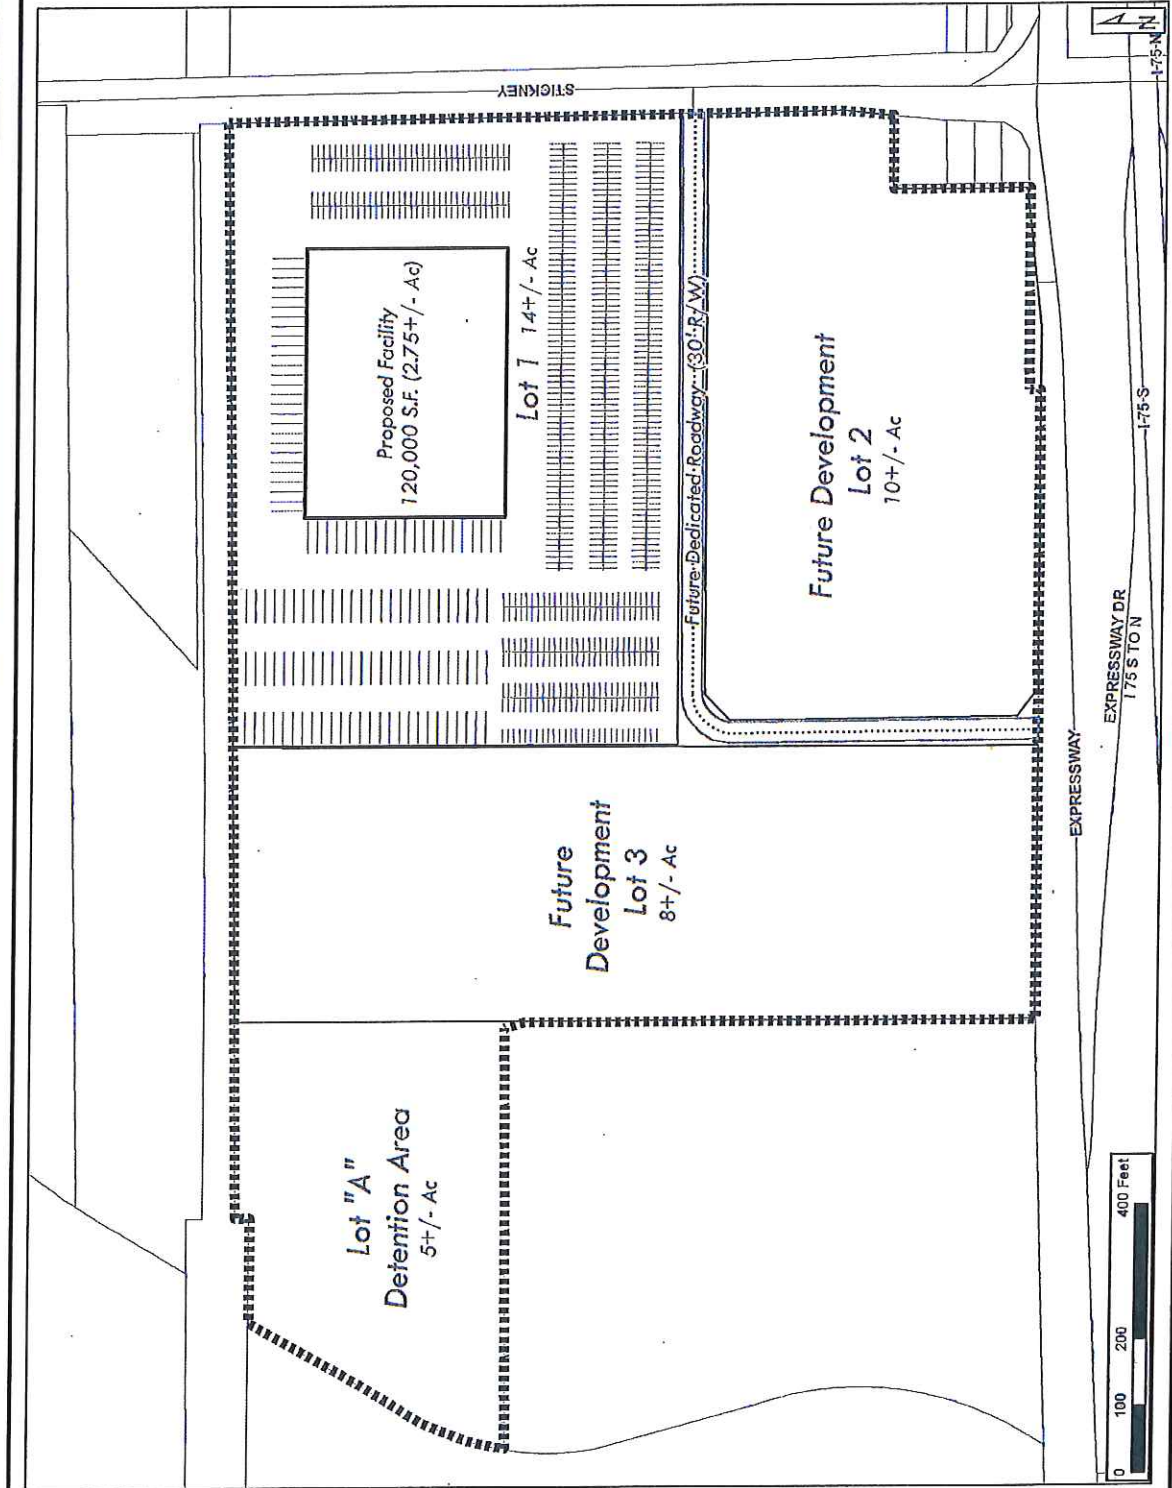 STICKNEY
N
I-75-N
Proposed Facility
120,000 S.F. (2.75+/- Ac)
Lot 1 14+/- Ac
Future Dedicated Roadway (30' R/W)
Future Development
Lot 2
10+/- Ac
Future
Development
Lot 3
8+/- Ac
Lot "A"
Detention Area
5+/- Ac
EXPRESSWAY
EXPRESSWAY DR
I 75 S TO N
I-75-S
0 100 200 400 Feet